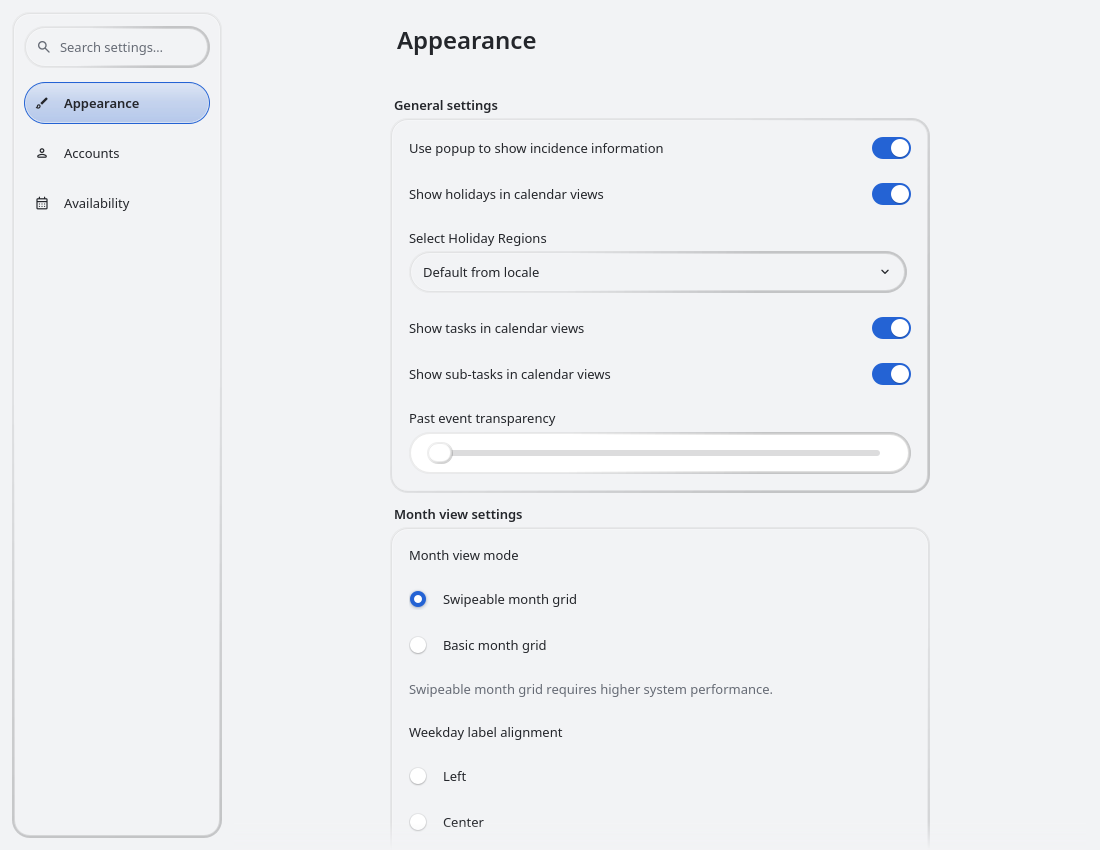 Search settings...
Appearance
Accounts
Availability
Appearance
General settings
Use popup to show incidence information
Show holidays in calendar views
Select Holiday Regions
Default from locale
Show tasks in calendar views
Show sub-tasks in calendar views
Past event transparency
Month view settings
Month view mode
Swipeable month grid
Basic month grid
Swipeable month grid requires higher system performance.
Weekday label alignment
Left
Center